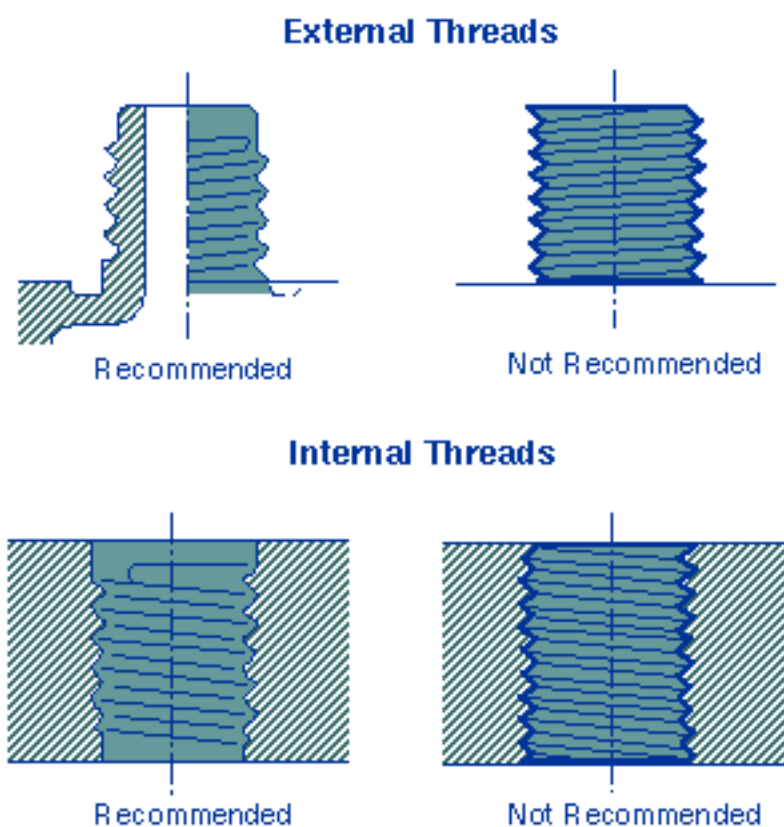 External Threads
Recommended
Not Recommended
Internal Threads
Recommended
Not Recommended